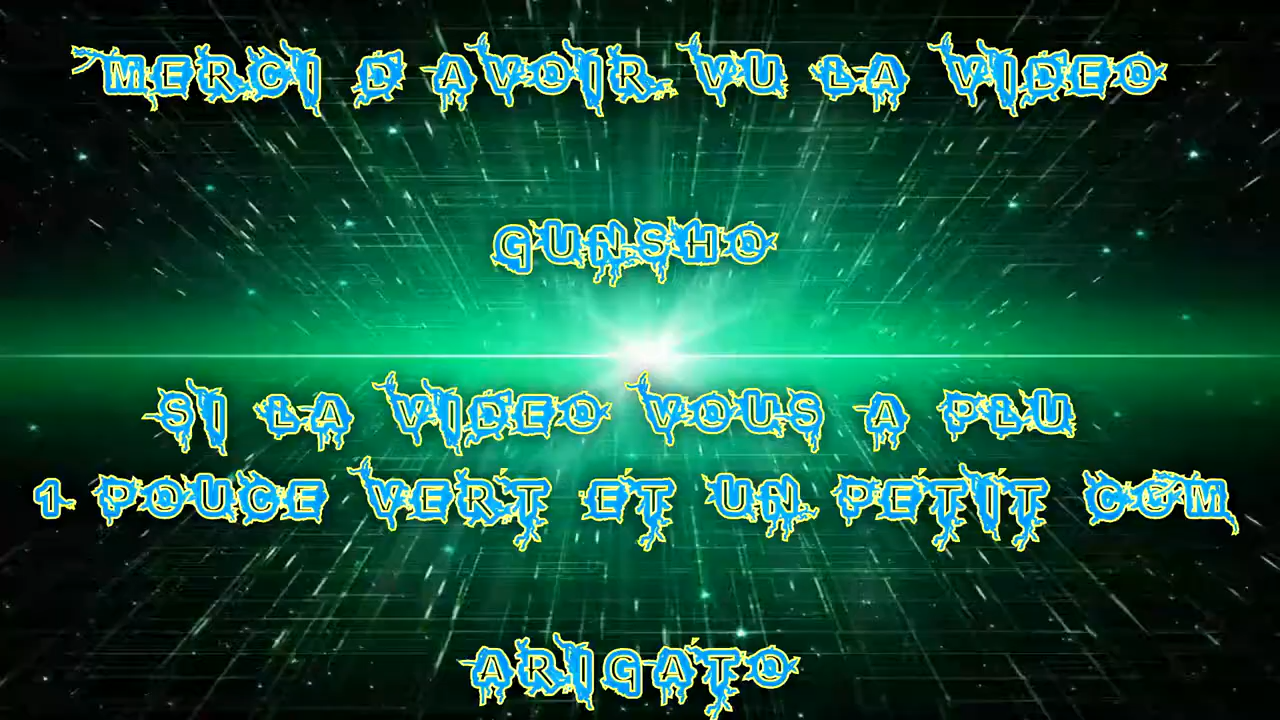 MERCI D AVOIR VU LA VIDEO
GUNSHO
SI LA VIDEO VOUS A PLU
1 POUCE VERT ET UN PETIT COM
ARIGATO